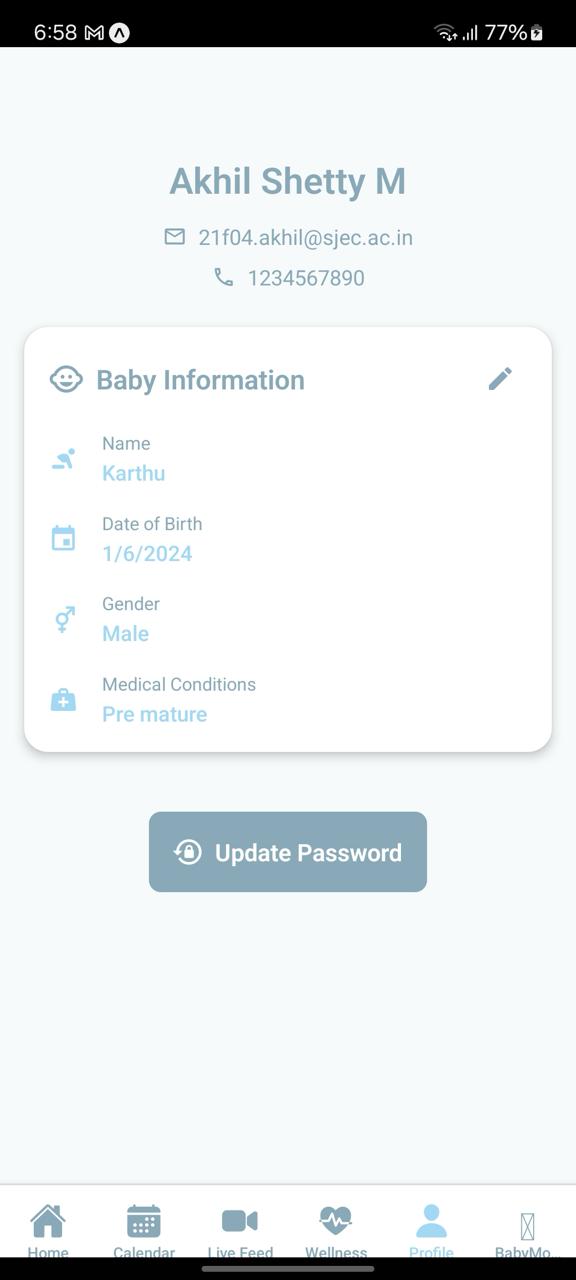 6:58 77%
Akhil Shetty M
21f04.akhil@sjec.ac.in
1234567890
Baby Information
Name
Karthu
Date of Birth
1/6/2024
Gender
Male
Medical Conditions
Pre mature
Update Password
Home Calendar Live Feed Wellness Profile BabyMo...